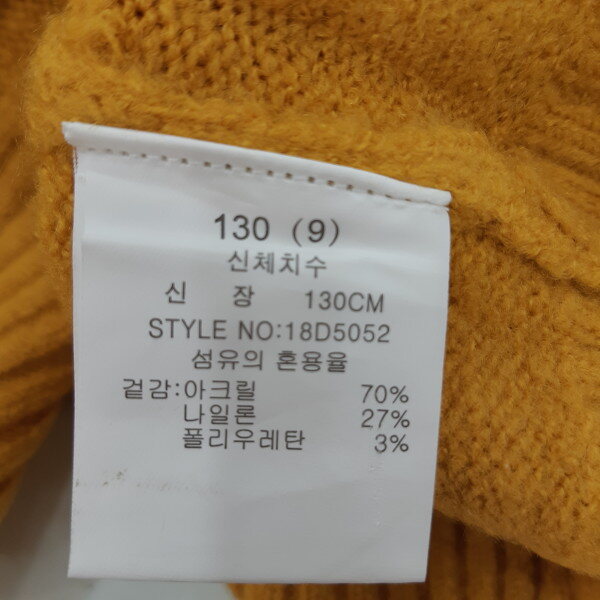 130 (9)
신체치수
신 장 130CM
STYLE NO:18D5052
섬유의 혼용율
겉감:아크릴 70%
나일론 27%
폴리우레탄 3%